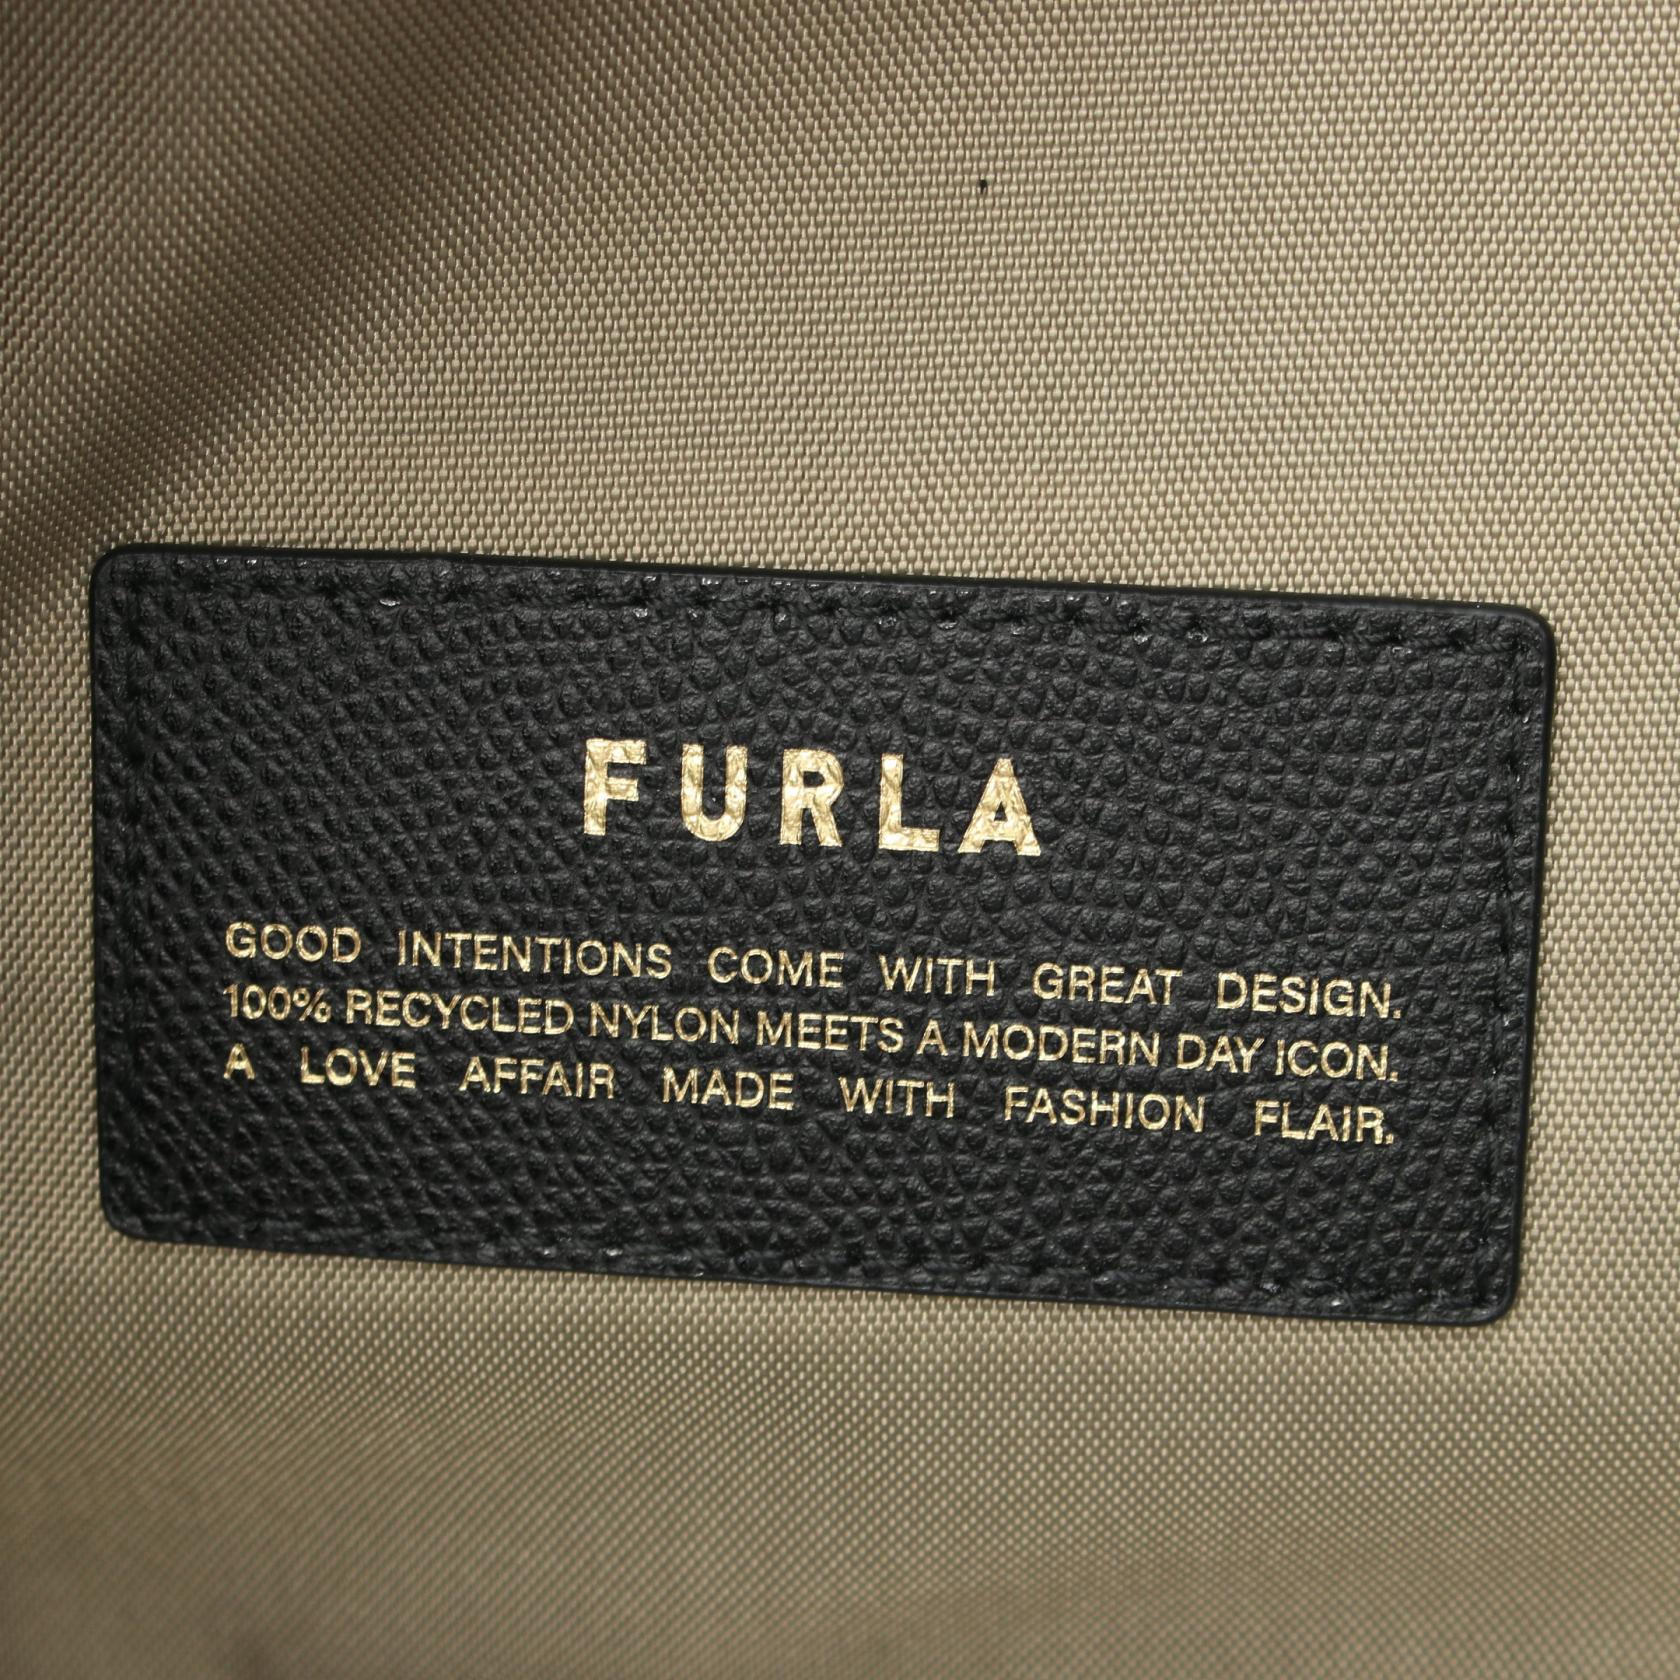 FURLA
GOOD INTENTIONS COME WITH GREAT DESIGN.
100% RECYCLED NYLON MEETS A MODERN DAY ICON.
A LOVE AFFAIR MADE WITH FASHION FLAIR.